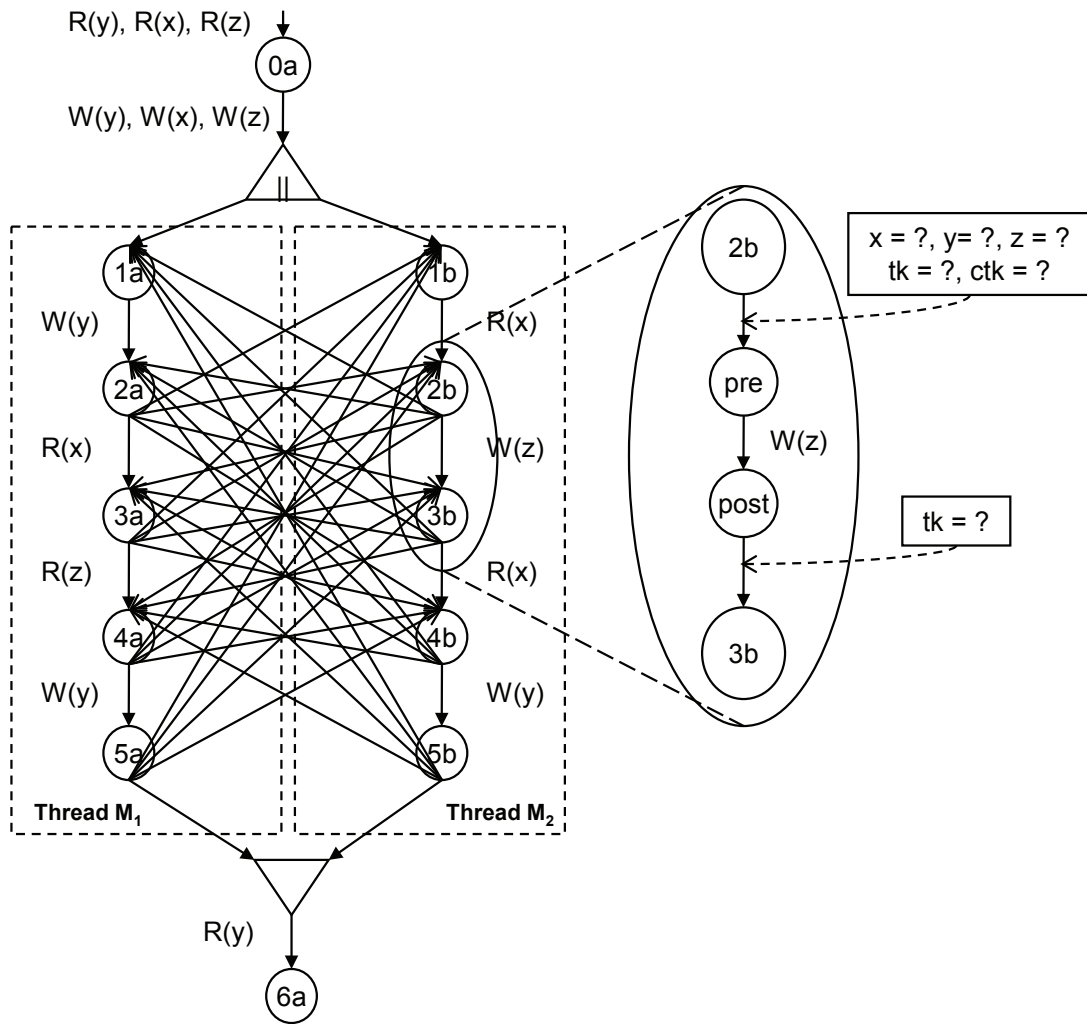 R(y), R(x), R(z)
0a
W(y), W(x), W(z)
||
1a
1b
W(y)
R(x)
2a
2b
R(x)
W(z)
3a
3b
R(z)
R(x)
4a
4b
W(y)
W(y)
5a
5b
Thread M1
Thread M2
R(y)
6a
2b
x = ?, y= ?, z = ?
tk = ?, ctk = ?
pre
W(z)
post
tk = ?
3b